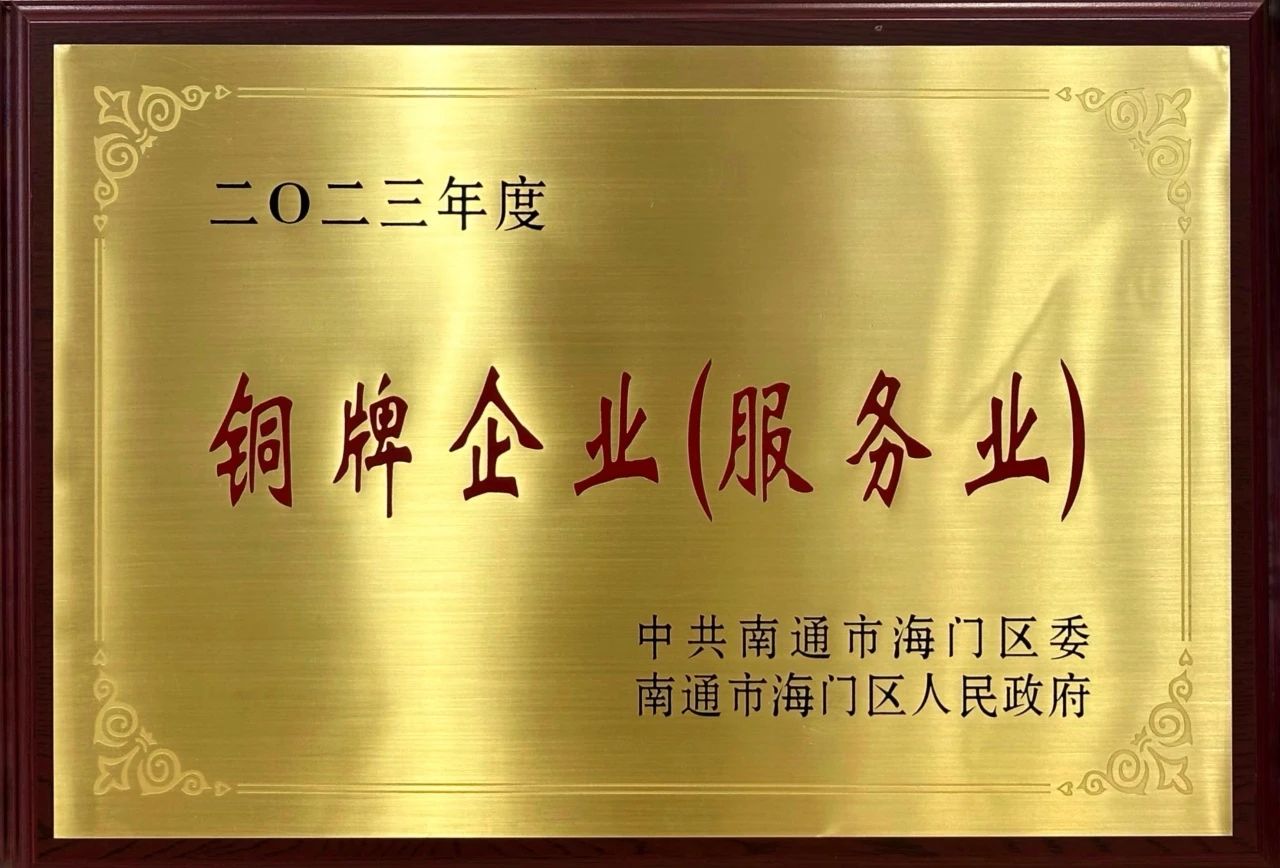 二〇二三年度
铜牌企业(服务业)
中共南通市海门区委
南通市海门区人民政府